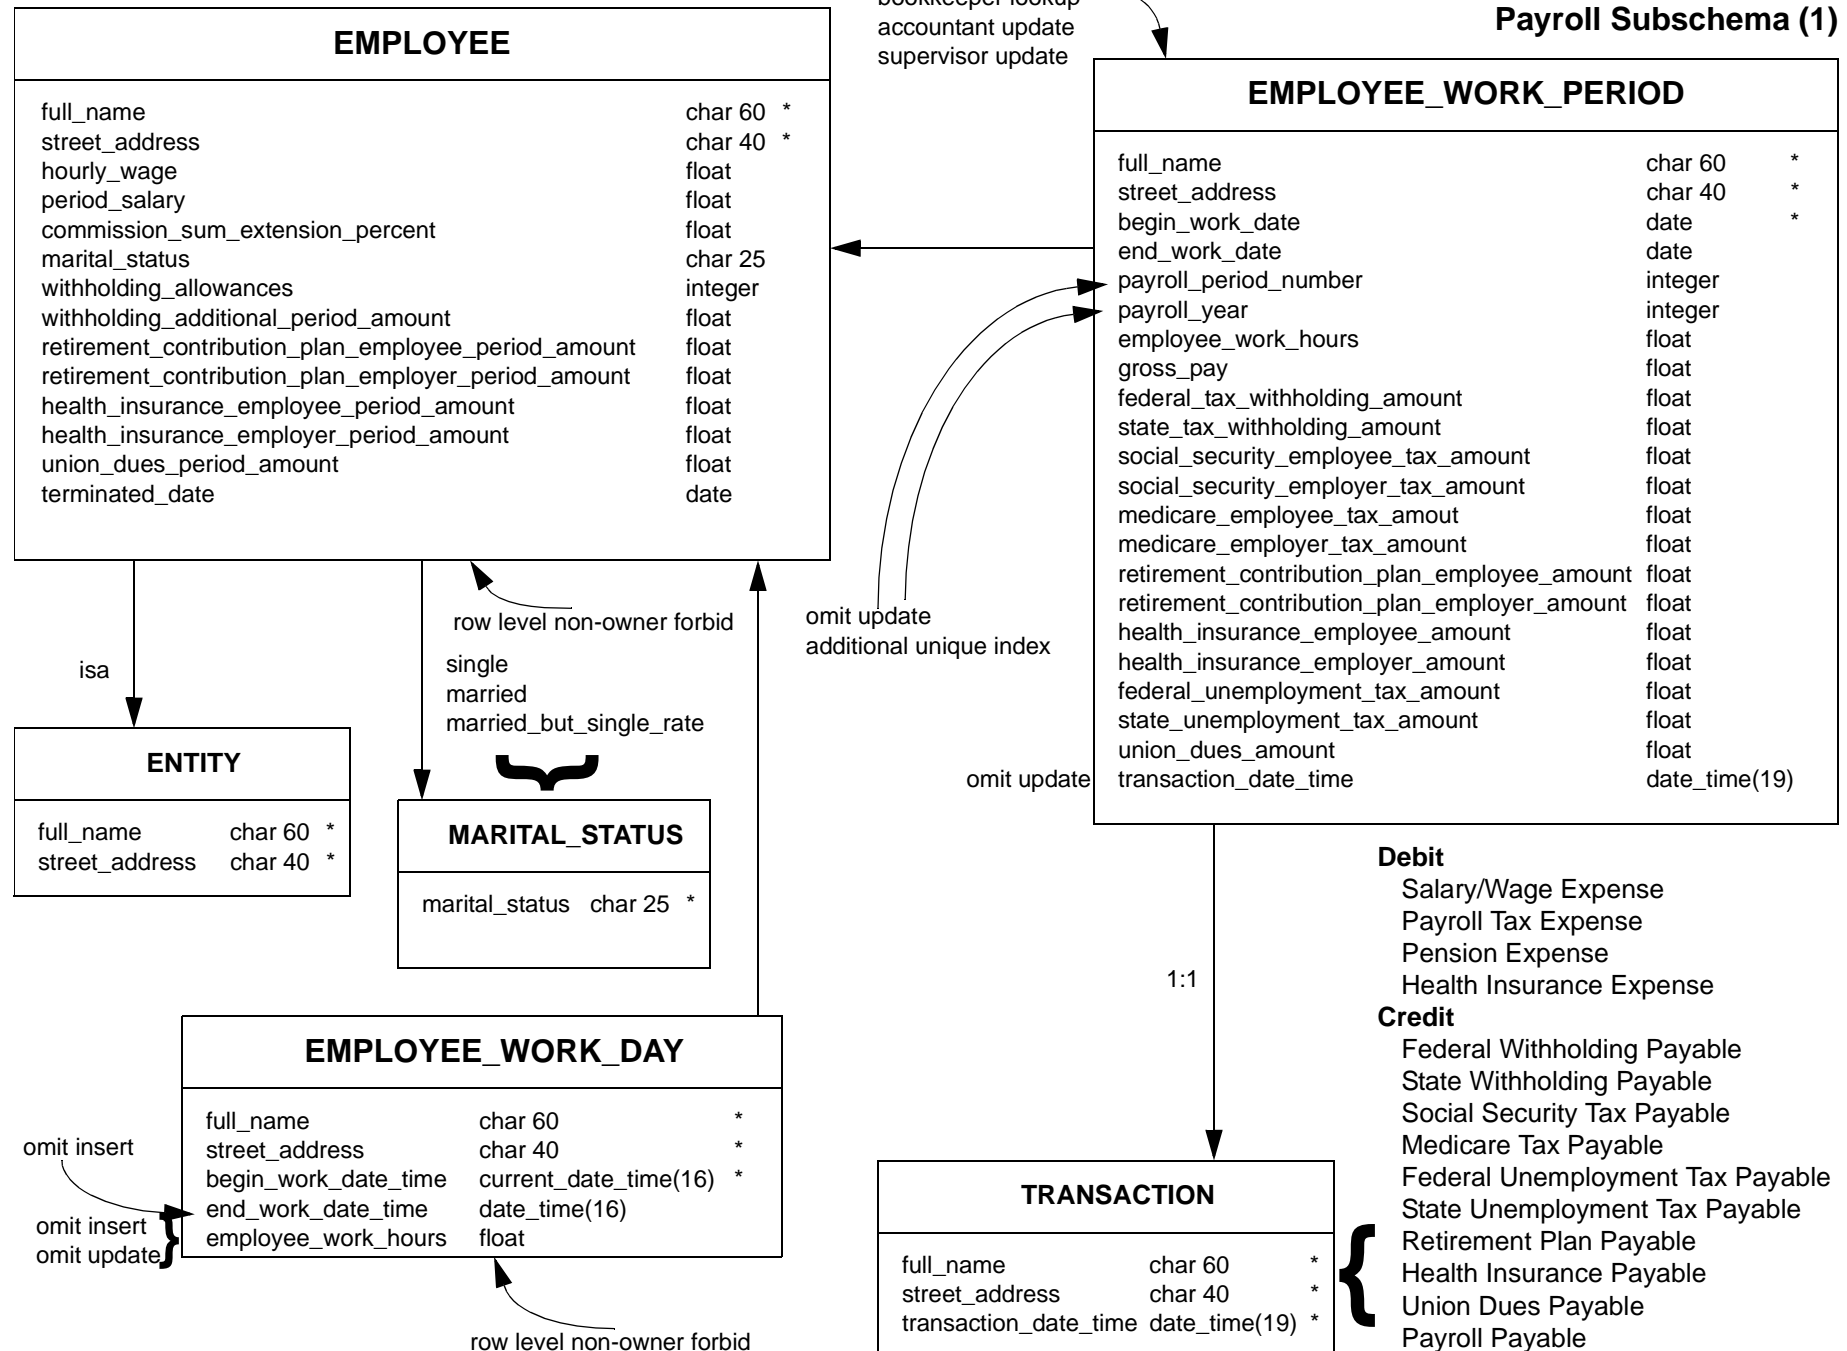 bookkeeper lookup
accountant update
supervisor update
Payroll Subschema (1)
EMPLOYEE
full_name char 60 *
street_address char 40 *
hourly_wage float
period_salary float
commission_sum_extension_percent float
marital_status char 25
withholding_allowances integer
withholding_additional_period_amount float
retirement_contribution_plan_employee_period_amount float
retirement_contribution_plan_employer_period_amount float
health_insurance_employee_period_amount float
health_insurance_employer_period_amount float
union_dues_period_amount float
terminated_date date
EMPLOYEE_WORK_PERIOD
full_name char 60 *
street_address char 40 *
begin_work_date date *
end_work_date date
payroll_period_number integer
payroll_year integer
employee_work_hours float
gross_pay float
federal_tax_withholding_amount float
state_tax_withholding_amount float
social_security_employee_tax_amount float
social_security_employer_tax_amount float
medicare_employee_tax_amout float
medicare_employer_tax_amount float
retirement_contribution_plan_employee_amount float
retirement_contribution_plan_employer_amount float
health_insurance_employee_amount float
health_insurance_employer_amount float
federal_unemployment_tax_amount float
state_unemployment_tax_amount float
union_dues_amount float
omit update transaction_date_time date_time(19)
row level non-owner forbid
omit update
additional unique index
isa
single
married
married_but_single_rate
ENTITY
full_name char 60 *
street_address char 40 *
MARITAL_STATUS
marital_status char 25 *
1:1
Debit
Salary/Wage Expense
Payroll Tax Expense
Pension Expense
Health Insurance Expense
Credit
Federal Withholding Payable
State Withholding Payable
Social Security Tax Payable
Medicare Tax Payable
Federal Unemployment Tax Payable
State Unemployment Tax Payable
Retirement Plan Payable
Health Insurance Payable
Union Dues Payable
Payroll Payable
EMPLOYEE_WORK_DAY
full_name char 60 *
street_address char 40 *
begin_work_date_time current_date_time(16) *
end_work_date_time date_time(16)
employee_work_hours float
omit insert
omit insert
omit update
row level non-owner forbid
TRANSACTION
full_name char 60 *
street_address char 40 *
transaction_date_time date_time(19) *